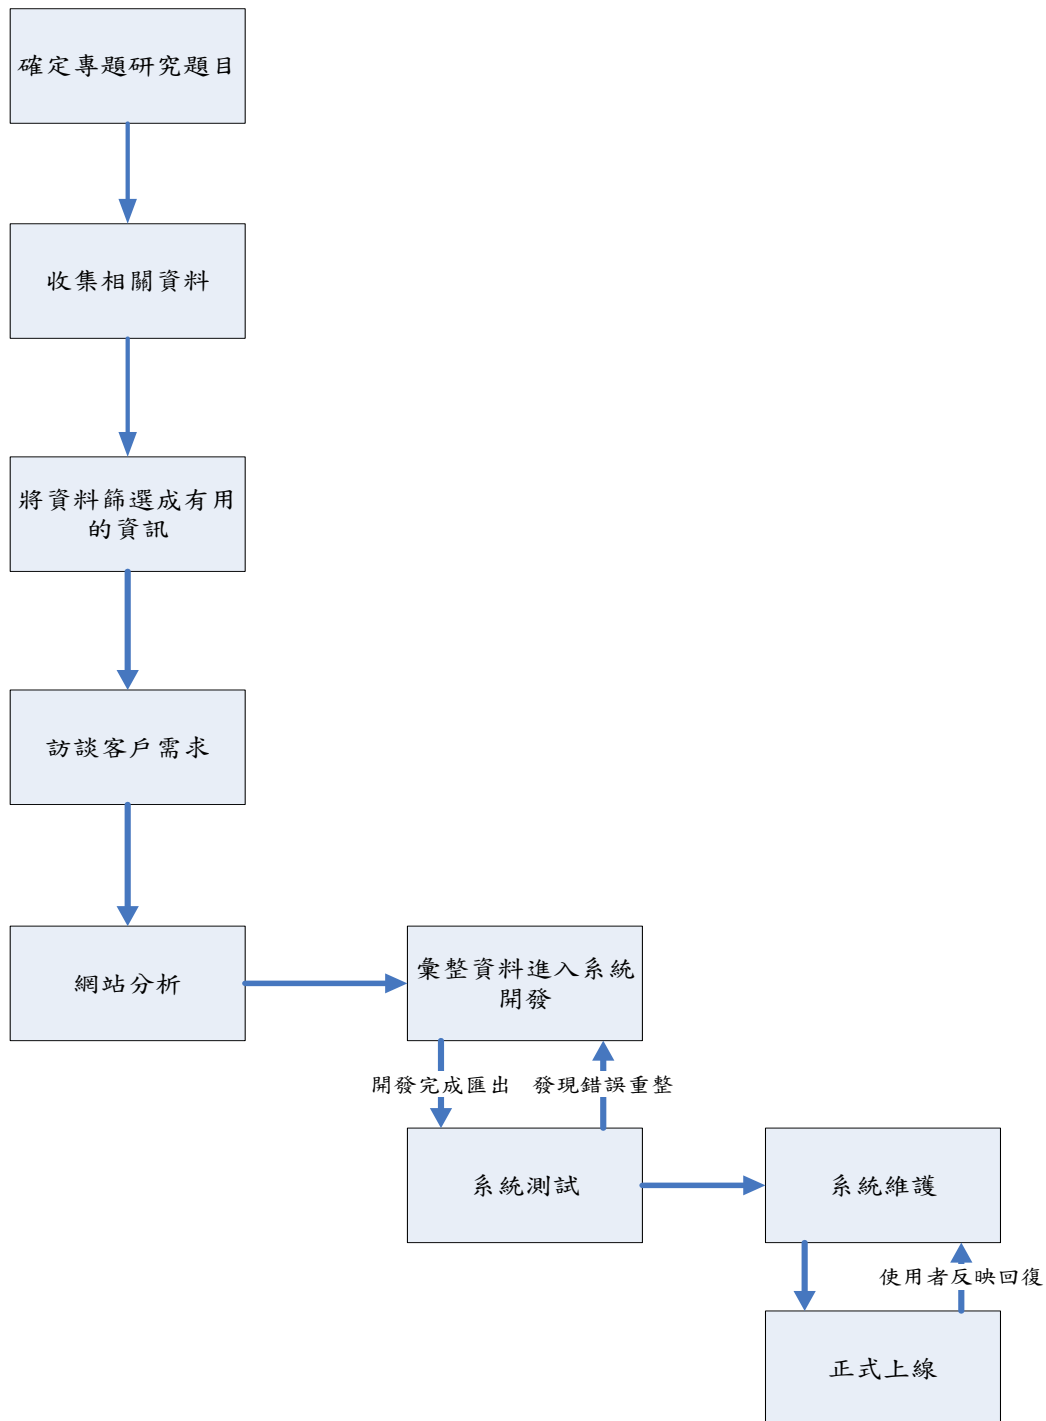 確定專題研究題目
收集相關資料
將資料篩選成有用
的資訊
訪談客戶需求
網站分析
彙整資料進入系統
開發
開發完成匯出
發現錯誤重整
系統測試
系統維護
使用者反映回復
正式上線